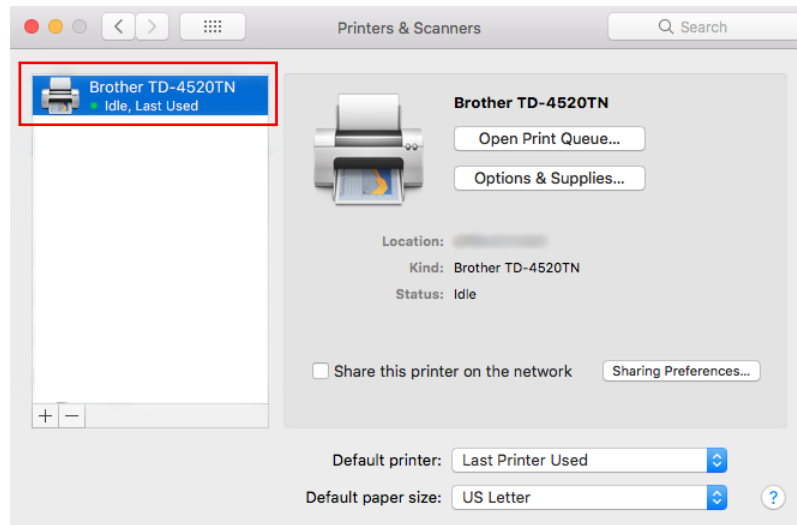 Printers & Scanners
Search
Brother TD-4520TN
Idle, Last Used
Brother TD-4520TN
Open Print Queue...
Options & Supplies...
Location:
Kind: Brother TD-4520TN
Status: Idle
Share this printer on the network
Sharing Preferences...
+ −
Default printer: Last Printer Used
Default paper size: US Letter
?